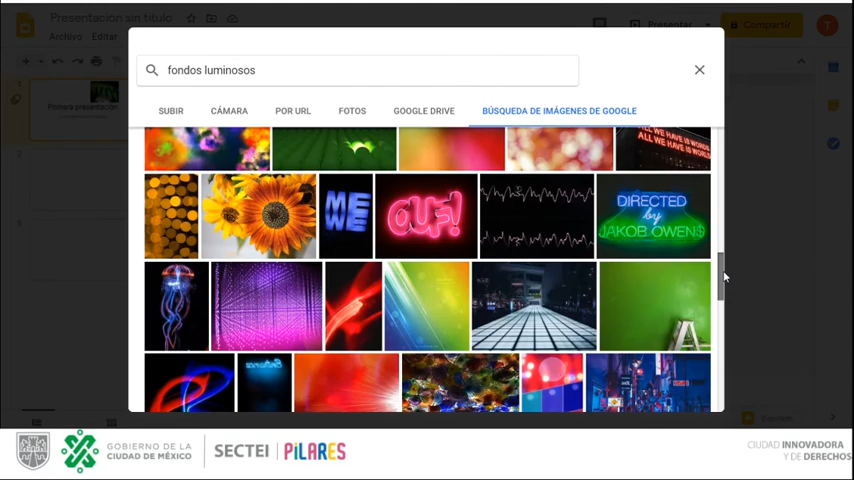 Presentación sin título
Archivo Editar
Presentar
Compartir
T
fondos luminosos
SUBIR CÁMARA POR URL FOTOS GOOGLE DRIVE BÚSQUEDA DE IMÁGENES DE GOOGLE
Primera presentación
ALL WE HAVE IS WORDS
ALL WE HAVE IS WORLDS
ME
WE
OUF!
DIRECTED
by
JAKOB OWENS
GOBIERNO DE LA
CIUDAD DE MÉXICO
SECTEI
PiLARES
CIUDAD INNOVADORA
Y DE DERECHOS